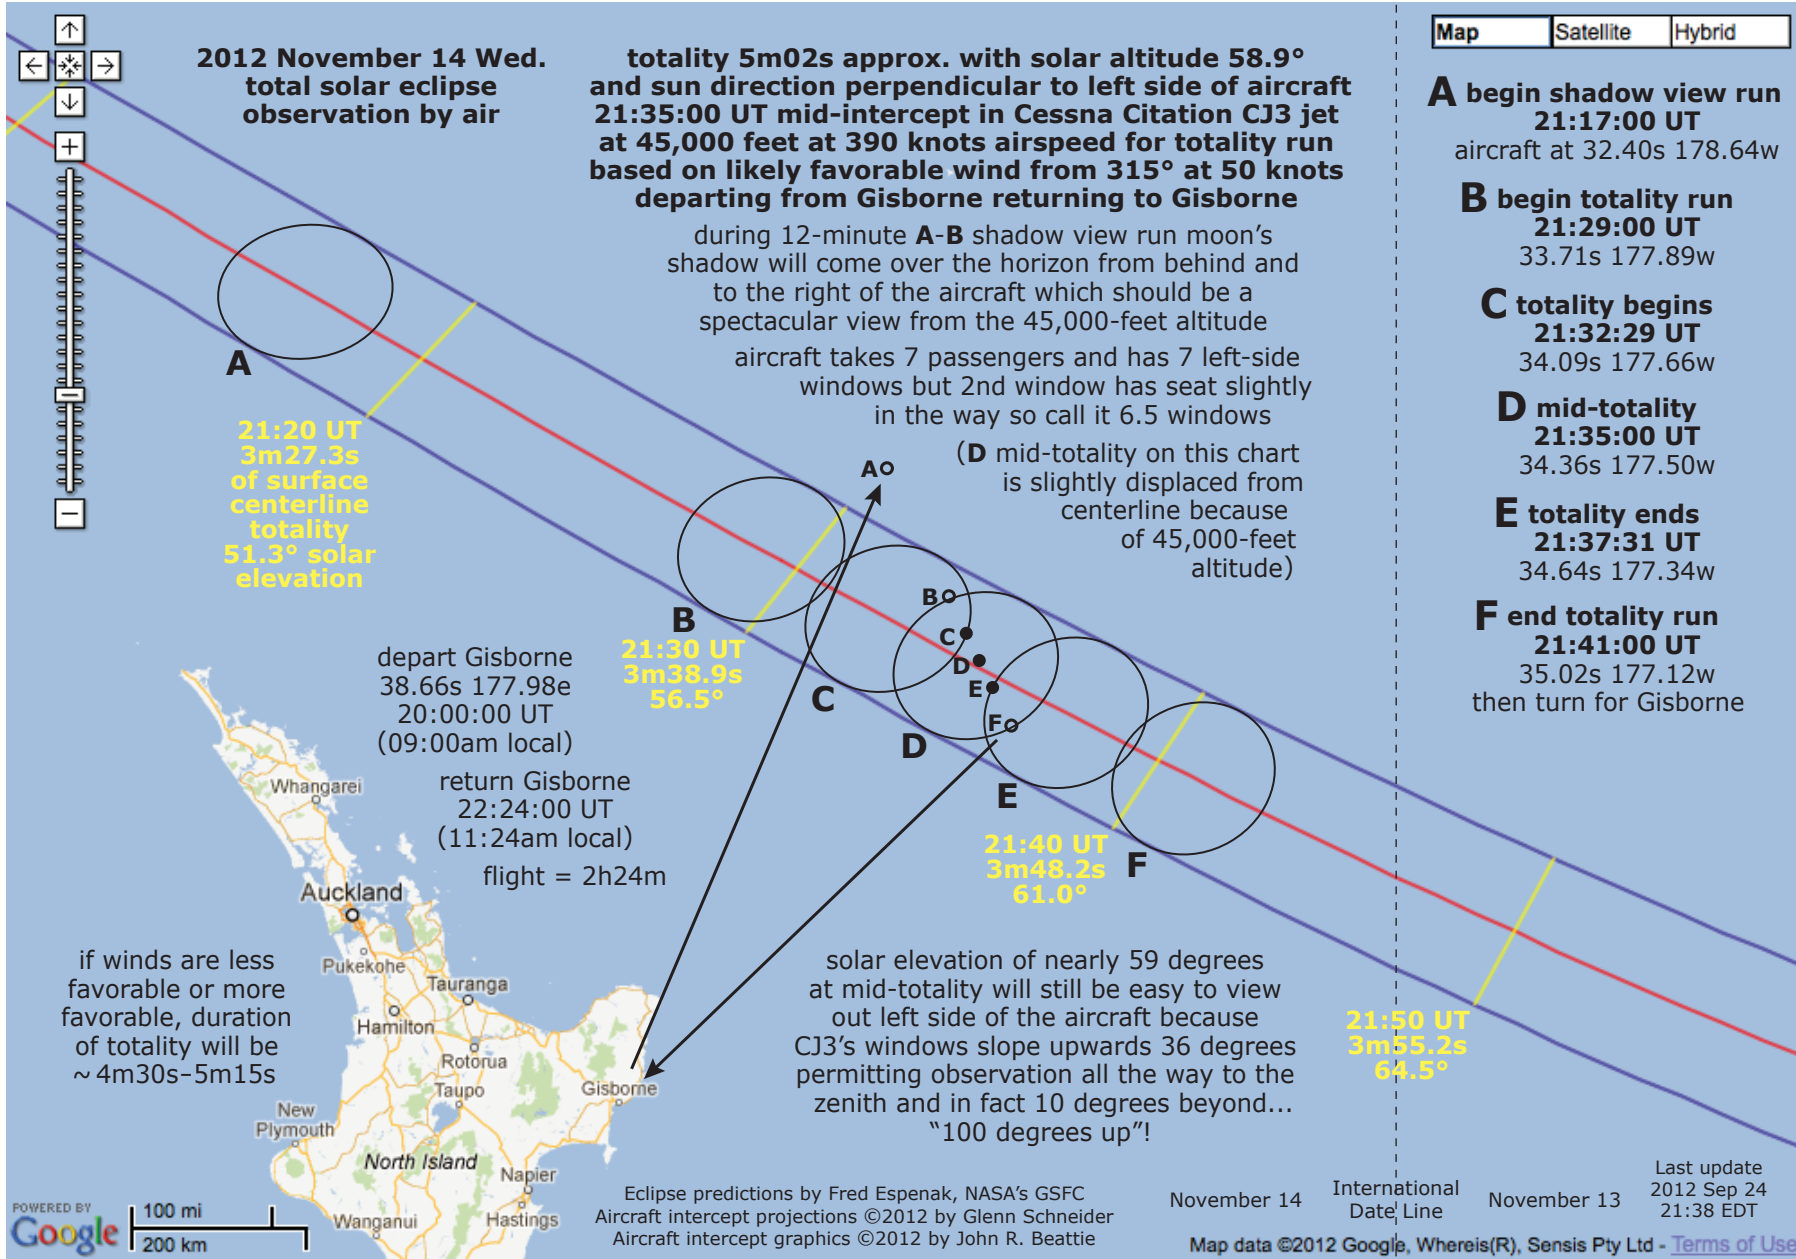 2012 November 14 Wed.
total solar eclipse
observation by air
totality 5m02s approx. with solar altitude 58.9°
and sun direction perpendicular to left side of aircraft
21:35:00 UT mid-intercept in Cessna Citation CJ3 jet
at 45,000 feet at 390 knots airspeed for totality run
based on likely favorable wind from 315° at 50 knots
departing from Gisborne returning to Gisborne
during 12-minute A-B shadow view run moon's
shadow will come over the horizon from behind and
to the right of the aircraft which should be a
spectacular view from the 45,000-feet altitude
aircraft takes 7 passengers and has 7 left-side
windows but 2nd window has seat slightly
in the way so call it 6.5 windows
(D mid-totality on this chart
is slightly displaced from
centerline because
of 45,000-feet
altitude)
Map
Satellite
Hybrid
A begin shadow view run
21:17:00 UT
aircraft at 32.40s 178.64w
B begin totality run
21:29:00 UT
33.71s 177.89w
C totality begins
21:32:29 UT
34.09s 177.66w
D mid-totality
21:35:00 UT
34.36s 177.50w
E totality ends
21:37:31 UT
34.64s 177.34w
F end totality run
21:41:00 UT
35.02s 177.12w
then turn for Gisborne
A
21:20 UT
3m27.3s
of surface
centerline
totality
51.3° solar
elevation
B
21:30 UT
3m38.9s
56.5°
C
D
E
F
A
B
C
D
E
F
21:40 UT
3m48.2s
61.0°
21:50 UT
3m55.2s
64.5°
depart Gisborne
38.66s 177.98e
20:00:00 UT
(09:00am local)
return Gisborne
22:24:00 UT
(11:24am local)
flight = 2h24m
if winds are less
favorable or more
favorable, duration
of totality will be
~4m30s–5m15s
solar elevation of nearly 59 degrees
at mid-totality will still be easy to view
out left side of the aircraft because
CJ3's windows slope upwards 36 degrees
permitting observation all the way to the
zenith and in fact 10 degrees beyond...
“100 degrees up”!
Whangarei
Auckland
Pukekohe
Tauranga
Hamilton
Rotorua
Taupo
Gisborne
New
Plymouth
North Island
Napier
Wanganui
Hastings
POWERED BY
Google
100 mi
200 km
Eclipse predictions by Fred Espenak, NASA's GSFC
Aircraft intercept projections ©2012 by Glenn Schneider
Aircraft intercept graphics ©2012 by John R. Beattie
November 14
International
Date Line
November 13
Last update
2012 Sep 24
21:38 EDT
Map data ©2012 Google, Whereis(R), Sensis Pty Ltd - Terms of Use